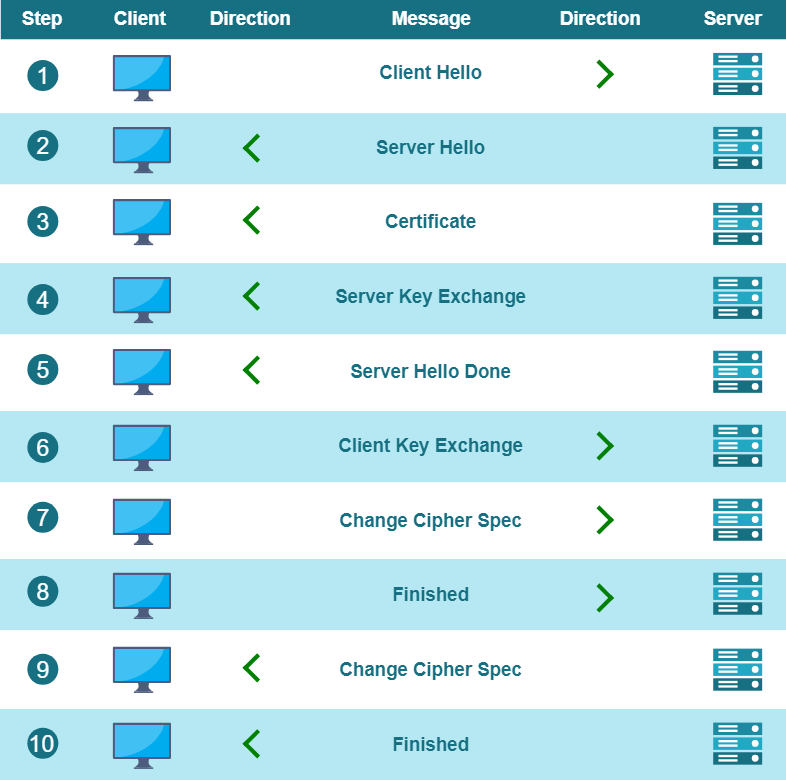 Step Client Direction Message Direction Server
1 Client Hello
2 Server Hello
3 Certificate
4 Server Key Exchange
5 Server Hello Done
6 Client Key Exchange
7 Change Cipher Spec
8 Finished
9 Change Cipher Spec
10 Finished